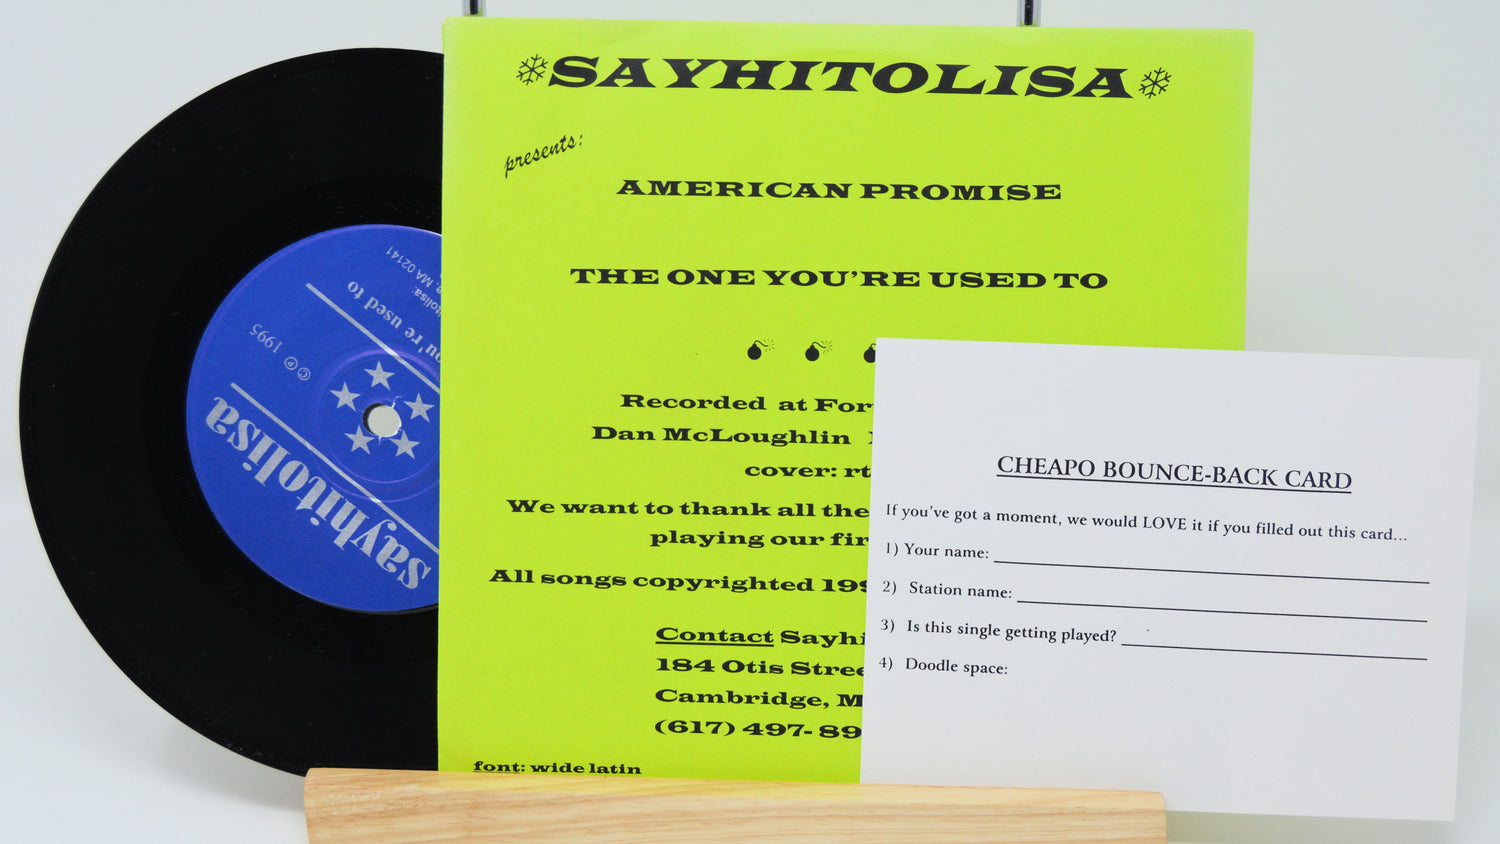 SAYHITOLISA
presents:
AMERICAN PROMISE
THE ONE YOU'RE USED TO
Recorded at For
Dan McLoughlin
cover: rt
We want to thank all the
playing our fir
All songs copyrighted 199
Contact Sayhi
184 Otis Stree
Cambridge, M
(617) 497-89
font: wide latin
CHEAPO BOUNCE-BACK CARD
If you've got a moment, we would LOVE it if you filled out this card...
1) Your name:
2) Station name:
3) Is this single getting played?
4) Doodle space:
sayhitolisa
©℗ 1995
ou're used to
tolisa
e, MA 02141